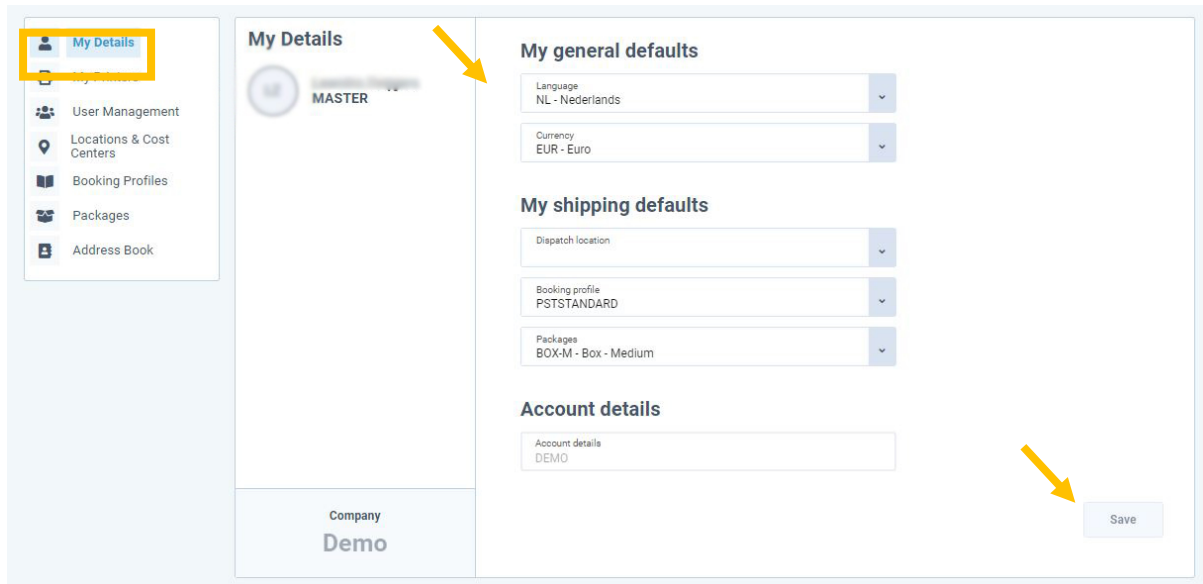 My Details
My Printers
User Management
Locations & Cost
Centers
Booking Profiles
Packages
Address Book
My Details
MASTER
Company
Demo
My general defaults
Language
NL - Nederlands
Currency
EUR - Euro
My shipping defaults
Dispatch location
Booking profile
PSTSTANDARD
Packages
BOX-M - Box - Medium
Account details
Account details
DEMO
Save